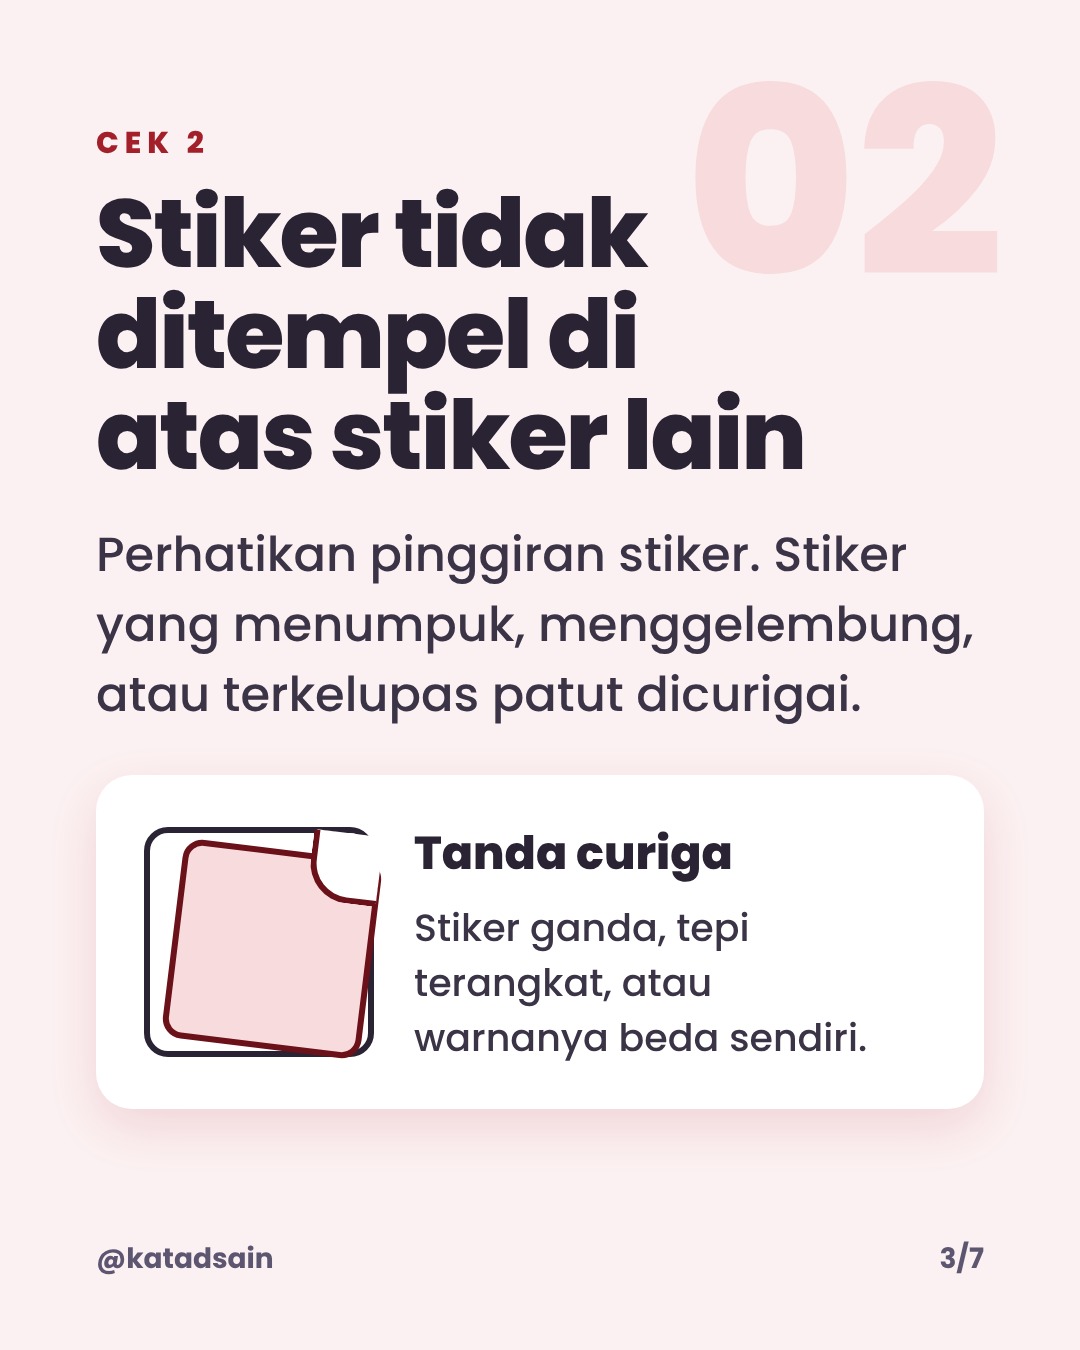 CEK 2
02
Stiker tidak
ditempel di
atas stiker lain
Perhatikan pinggiran stiker. Stiker
yang menumpuk, menggelembung,
atau terkelupas patut dicurigai.
Tanda curiga
Stiker ganda, tepi
terangkat, atau
warnanya beda sendiri.
@katadsain
3/7